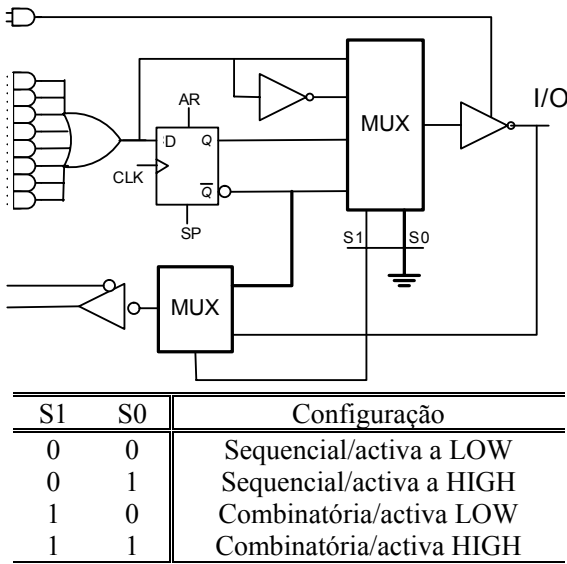 I/O
AR
MUX
D Q
CLK
Q
SP
S1 S0
MUX
S1 S0 Configuração
0 0 Sequencial/activa a LOW
0 1 Sequencial/activa a HIGH
1 0 Combinatória/activa LOW
1 1 Combinatória/activa HIGH